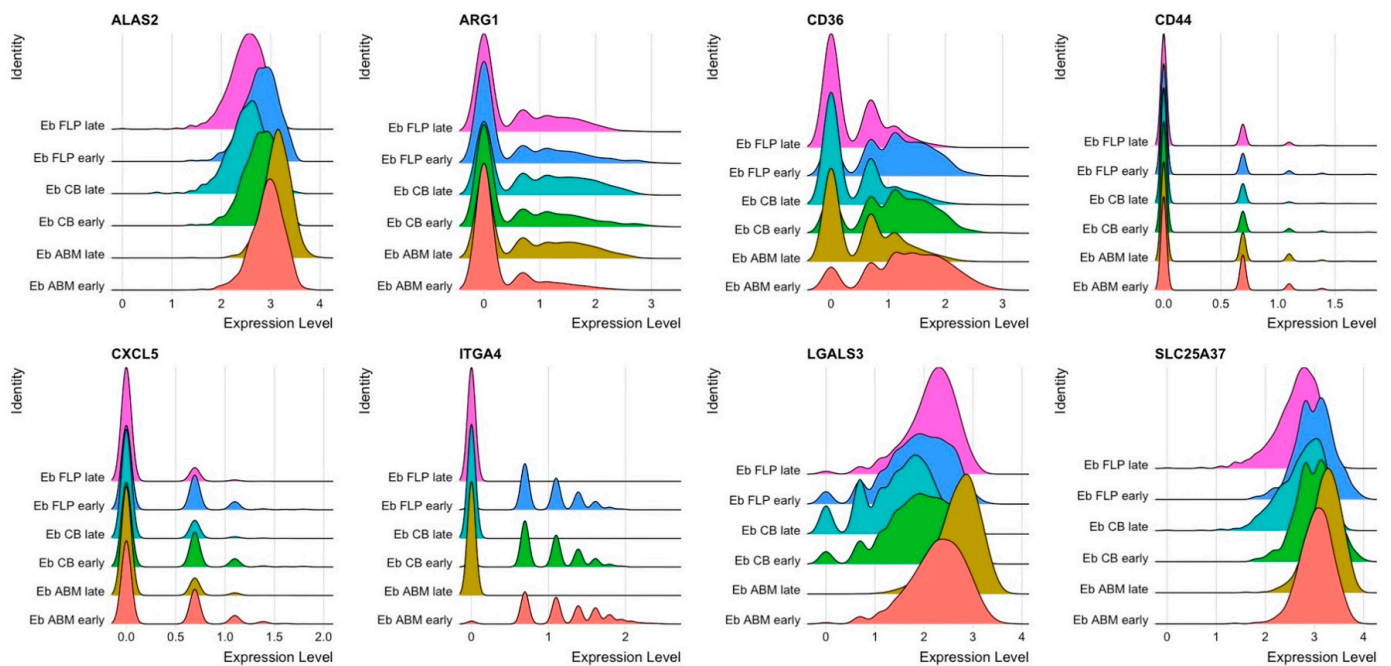 ALAS2
Identity
Eb FLP late
Eb FLP early
Eb CB late
Eb CB early
Eb ABM late
Eb ABM early
0 1 2 3 4
Expression Level
ARG1
Identity
Eb FLP late
Eb FLP early
Eb CB late
Eb CB early
Eb ABM late
Eb ABM early
0 1 2 3
Expression Level
CD36
Identity
Eb FLP late
Eb FLP early
Eb CB late
Eb CB early
Eb ABM late
Eb ABM early
0 1 2 3
Expression Level
CD44
Identity
Eb FLP late
Eb FLP early
Eb CB late
Eb CB early
Eb ABM late
Eb ABM early
0.0 0.5 1.0 1.5
Expression Level
CXCL5
Identity
Eb FLP late
Eb FLP early
Eb CB late
Eb CB early
Eb ABM late
Eb ABM early
0.0 0.5 1.0 1.5 2.0
Expression Level
ITGA4
Identity
Eb FLP late
Eb FLP early
Eb CB late
Eb CB early
Eb ABM late
Eb ABM early
0 1 2
Expression Level
LGALS3
Identity
Eb FLP late
Eb FLP early
Eb CB late
Eb CB early
Eb ABM late
Eb ABM early
0 1 2 3 4
Expression Level
SLC25A37
Identity
Eb FLP late
Eb FLP early
Eb CB late
Eb CB early
Eb ABM late
Eb ABM early
0 1 2 3 4
Expression Level